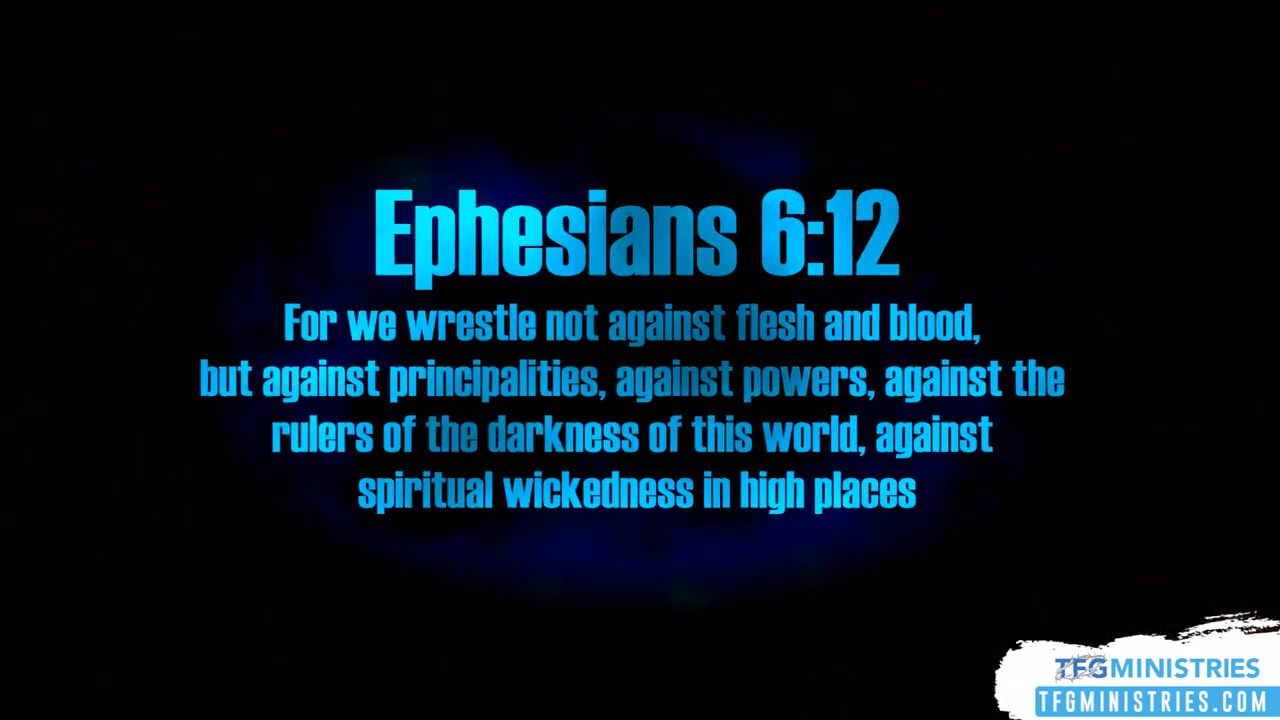 Ephesians 6:12
For we wrestle not against flesh and blood,
but against principalities, against powers, against the
rulers of the darkness of this world, against
spiritual wickedness in high places
TFGMINISTRIES
TFGMINISTRIES.COM